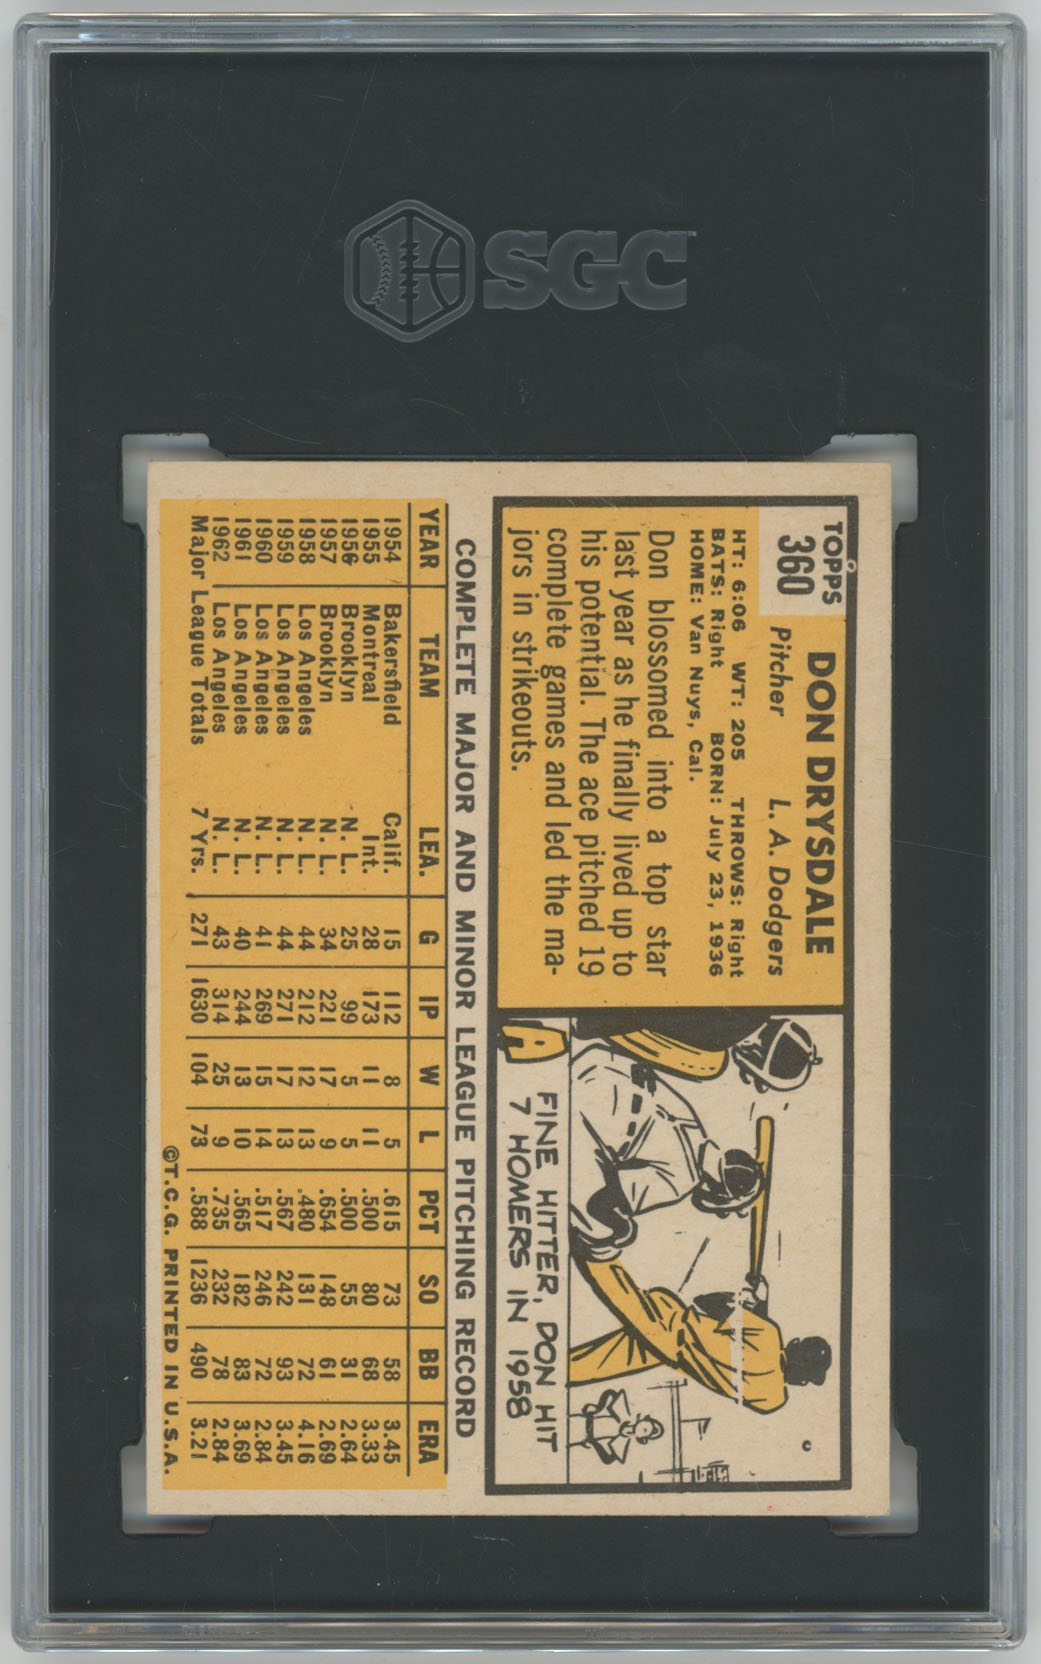 SGC
TOPPS
360
DON DRYSDALE
Pitcher L. A. Dodgers
HT: 6:06 WT: 205 THROWS: Right
BATS: Right BORN: July 23, 1936
HOME: Van Nuys, Cal.
Don blossomed into a top star
last year as he finally lived up to
his potential. The ace pitched 19
complete games and led the ma-
jors in strikeouts.
FINE HITTER, DON HIT
7 HOMERS IN 1958
COMPLETE MAJOR AND MINOR LEAGUE PITCHING RECORD
YEAR TEAM LEA. G IP W L PCT SO BB ERA
1954 Bakersfield Calif. 15 112 8 5 .615 73 58 3.45
1955 Montreal Int. 28 173 11 11 .500 80 68 3.33
1956 Brooklyn N. L. 25 99 5 5 .500 55 31 2.64
1957 Brooklyn N. L. 34 221 17 9 .654 148 61 2.69
1958 Los Angeles N. L. 44 212 12 13 .480 131 72 4.16
1959 Los Angeles N. L. 44 271 17 13 .567 242 93 3.45
1960 Los Angeles N. L. 41 269 15 14 .517 246 72 2.84
1961 Los Angeles N. L. 40 244 13 10 .565 182 83 3.69
1962 Los Angeles N. L. 43 314 25 9 .735 232 78 2.84
Major League Totals 7 Yrs. 271 1630 104 73 .588 1236 490 3.21
©T.C.G. PRINTED IN U.S.A.